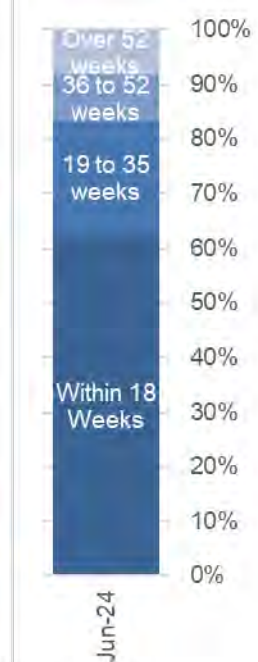 100%
90%
80%
70%
60%
50%
40%
30%
20%
10%
0%
Over 52
weeks
36 to 52
weeks
19 to 35
weeks
Within 18
Weeks
Jun-24